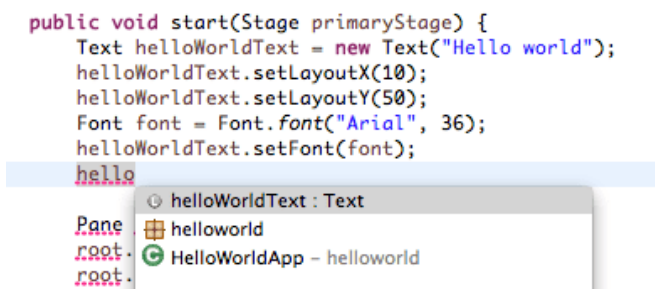 public void start(Stage primaryStage) {
Text helloWorldText = new Text("Hello world");
helloWorldText.setLayoutX(10);
helloWorldText.setLayoutY(50);
Font font = Font.font("Arial", 36);
helloWorldText.setFont(font);
hello
helloWorldText : Text
Pane
helloworld
root.
HelloWorldApp – helloworld
root.